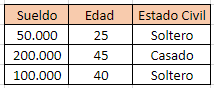 Sueldo Edad Estado Civil
50.000 25 Soltero
200.000 45 Casado
100.000 40 Soltero